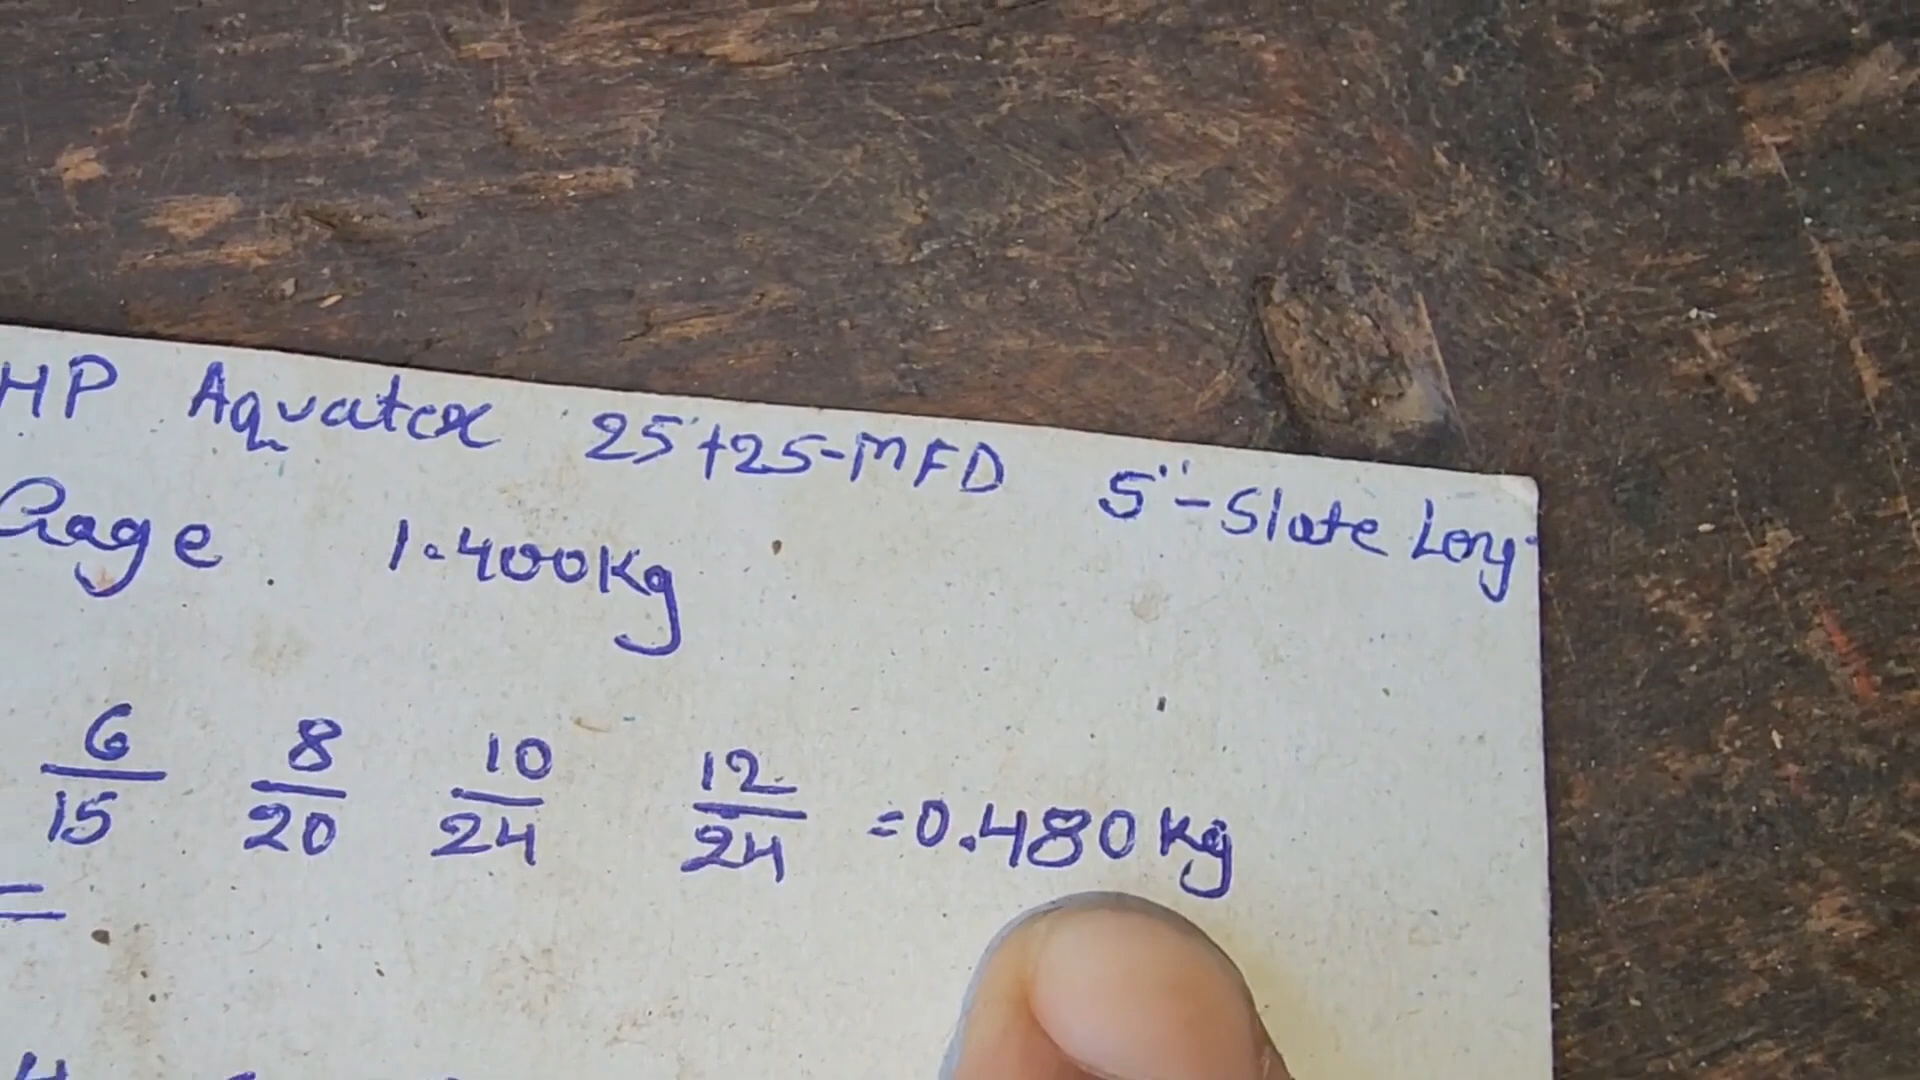 HP Aquatex 25+25-MFD 5"-Slote Long
Gage 1.400Kg
6 8 10 12
15 20 24 24 =0.480Kg
=